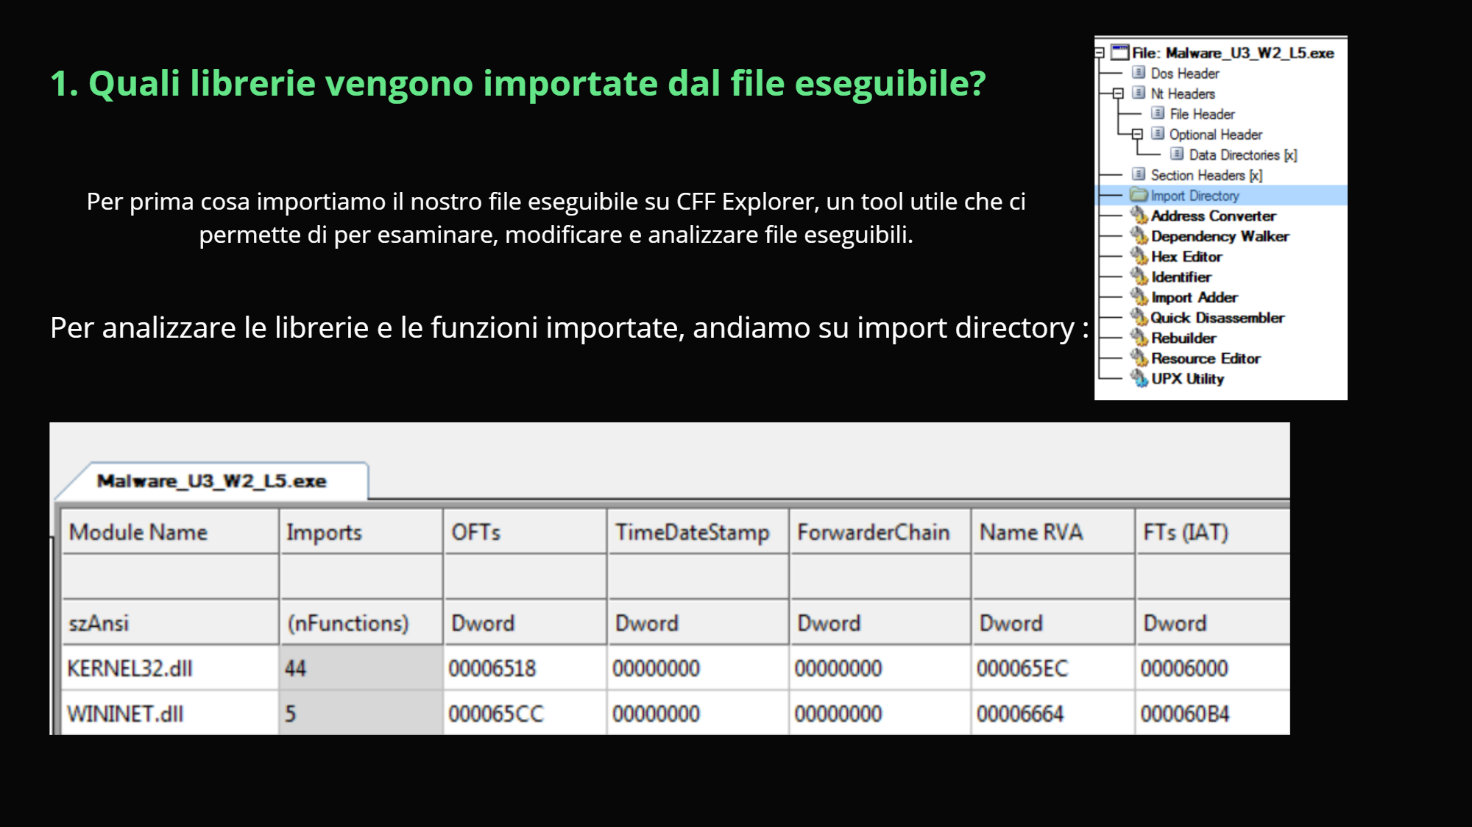 1. Quali librerie vengono importate dal file eseguibile?
Per prima cosa importiamo il nostro file eseguibile su CFF Explorer, un tool utile che ci
permette di per esaminare, modificare e analizzare file eseguibili.
Per analizzare le librerie e le funzioni importate, andiamo su import directory :
File: Malware_U3_W2_L5.exe
Dos Header
Nt Headers
File Header
Optional Header
Data Directories [x]
Section Headers [x]
Import Directory
Address Converter
Dependency Walker
Hex Editor
Identifier
Import Adder
Quick Disassembler
Rebuilder
Resource Editor
UPX Utility
Malware_U3_W2_L5.exe
Module Name Imports OFTs TimeDateStamp ForwarderChain Name RVA FTs (IAT)
szAnsi (nFunctions) Dword Dword Dword Dword Dword
KERNEL32.dll 44 00006518 00000000 00000000 000065EC 00006000
WININET.dll 5 000065CC 00000000 00000000 00006664 000060B4